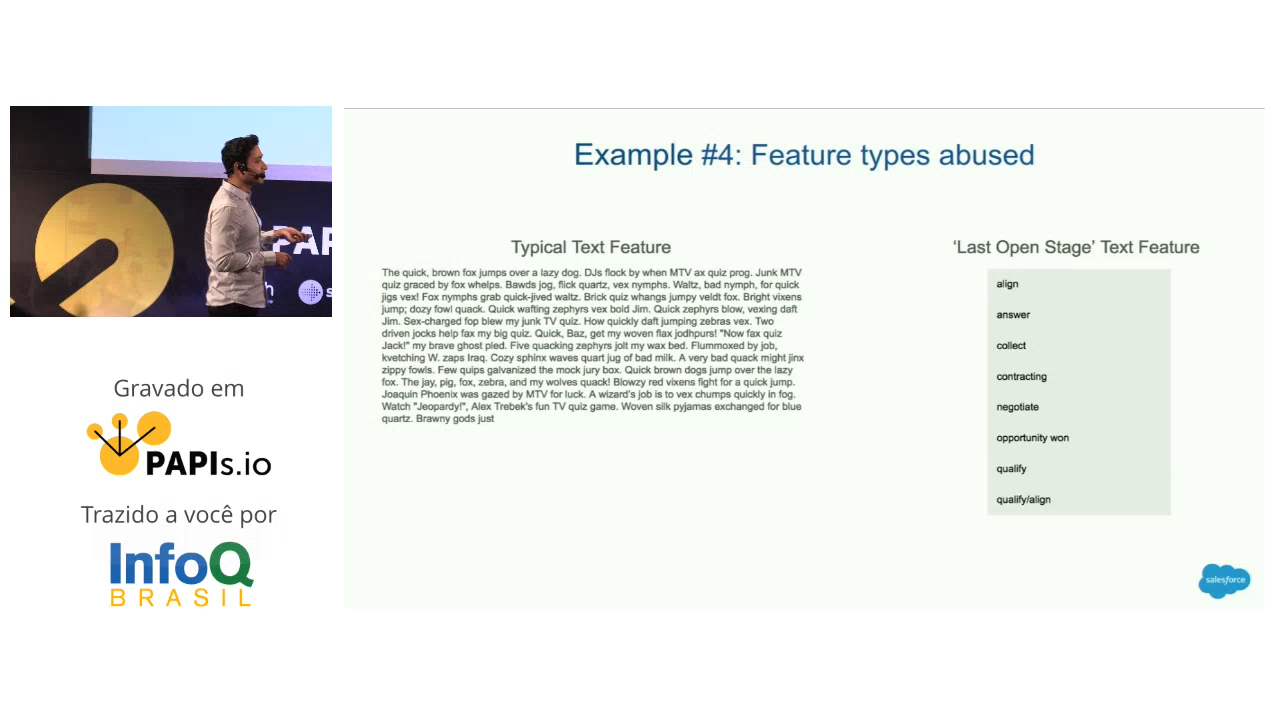 Example #4: Feature types abused
Typical Text Feature
The quick, brown fox jumps over a lazy dog. DJs flock by when MTV ax quiz prog. Junk MTV
quiz graced by fox whelps. Bawds jog, flick quartz, vex nymphs. Waltz, bad nymph, for quick
jigs vex! Fox nymphs grab quick-jived waltz. Brick quiz whangs jumpy veldt fox. Bright vixens
jump; dozy fowl quack. Quick wafting zephyrs vex bold Jim. Quick zephyrs blow, vexing daft
Jim. Sex-charged fop blew my junk TV quiz. How quickly daft jumping zebras vex. Two
driven jocks help fax my big quiz. Quick, Baz, get my woven flax jodhpurs! "Now fax quiz
Jack!" my brave ghost pled. Five quacking zephyrs jolt my wax bed. Flummoxed by job,
kvetching W. zaps Iraq. Cozy sphinx waves quart jug of bad milk. A very bad quack might jinx
zippy fowls. Few quips galvanized the mock jury box. Quick brown dogs jump over the lazy
fox. The jay, pig, fox, zebra, and my wolves quack! Blowzy red vixens fight for a quick jump.
Joaquin Phoenix was gazed by MTV for luck. A wizard's job is to vex chumps quickly in fog.
Watch "Jeopardy!", Alex Trebek's fun TV quiz game. Woven silk pyjamas exchanged for blue
quartz. Brawny gods just
'Last Open Stage' Text Feature
align
answer
collect
contracting
negotiate
opportunity won
qualify
qualify/align
salesforce
PAP
Gravado em
PAPIs.io
Trazido a você por
InfoQ
BRASIL